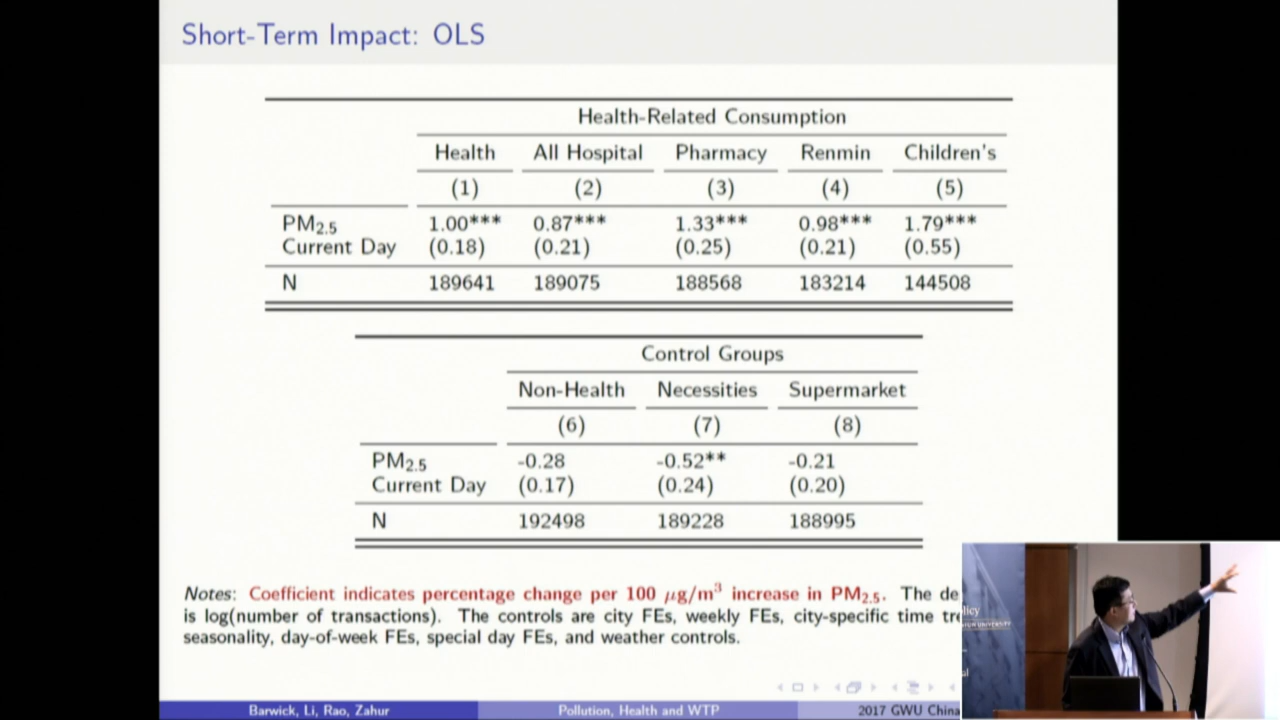 Short-Term Impact: OLS
Health-Related Consumption
Health All Hospital Pharmacy Renmin Children's
(1) (2) (3) (4) (5)
PM2.5 1.00*** 0.87*** 1.33*** 0.98*** 1.79***
Current Day (0.18) (0.21) (0.25) (0.21) (0.55)
N 189641 189075 188568 183214 144508
Control Groups
Non-Health Necessities Supermarket
(6) (7) (8)
PM2.5 -0.28 -0.52** -0.21
Current Day (0.17) (0.24) (0.20)
N 192498 189228 188995
Notes: Coefficient indicates percentage change per 100 μg/m³ increase in PM2.5. The de
is log(number of transactions). The controls are city FEs, weekly FEs, city-specific time tre
seasonality, day-of-week FEs, special day FEs, and weather controls.
Barwick, Li, Rao, Zahur Pollution, Health and WTP 2017 GWU China
licy